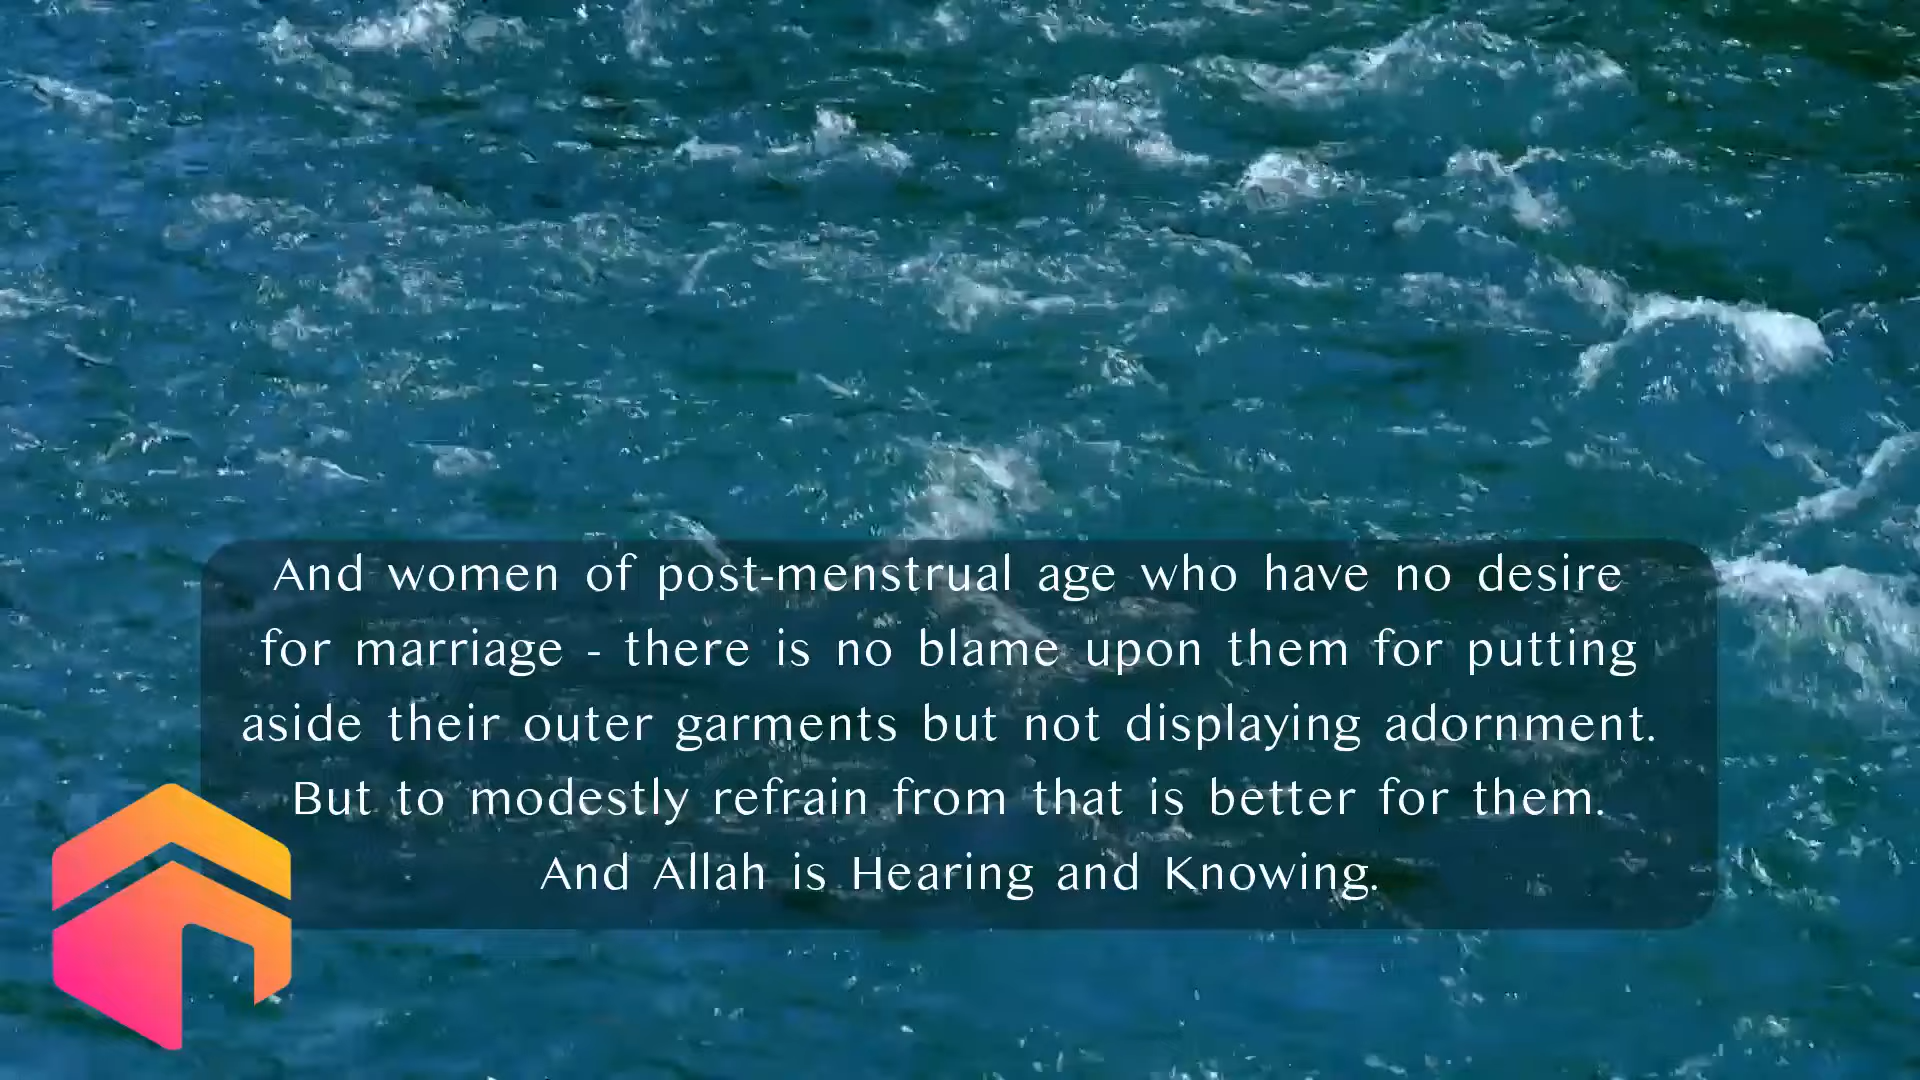 And women of post-menstrual age who have no desire
for marriage - there is no blame upon them for putting
aside their outer garments but not displaying adornment.
But to modestly refrain from that is better for them.
And Allah is Hearing and Knowing.